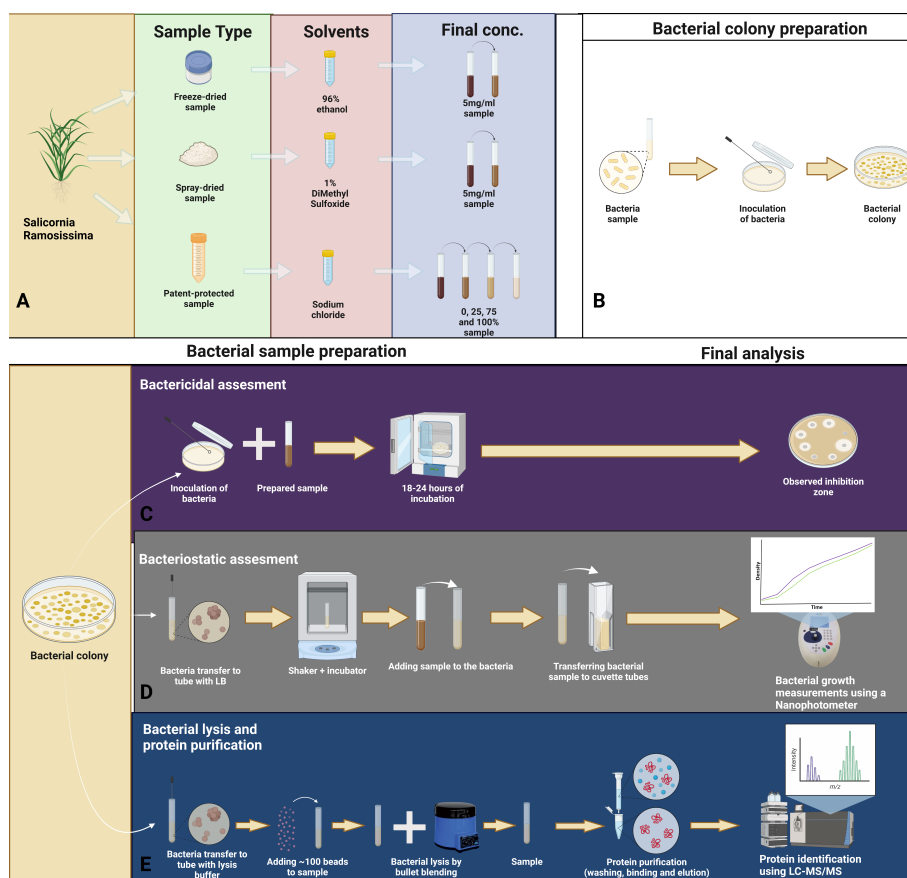 Sample Type
Solvents
Final conc.
Freeze-dried
sample
96%
ethanol
5mg/ml
sample
Salicornia
Ramosissima
Spray-dried
sample
1%
DiMethyl
Sulfoxide
5mg/ml
sample
Patent-protected
sample
Sodium
chloride
0, 25, 75
and 100%
sample
A
Bacterial colony preparation
Bacteria
sample
Inoculation
of bacteria
Bacterial
colony
B
Bacterial sample preparation
Final analysis
Bacterial colony
Bactericidal assesment
Inoculation of
bacteria
Prepared sample
18-24 hours of
incubation
Observed inhibition
zone
C
Bacteriostatic assesment
Bacteria transfer to
tube with LB
Shaker + incubator
Adding sample to the bacteria
Transferring bacterial
sample to cuvette tubes
Density
Time
Bacterial growth
measurements using a
Nanophotometer
D
Bacterial lysis and
protein purification
Bacteria transfer to
tube with lysis
buffer
Adding ~100 beads
to sample
Bacterial lysis by
bullet blending
Sample
Protein purification
(washing, binding and elution)
Intensity
m/z
Protein identification
using LC-MS/MS
E